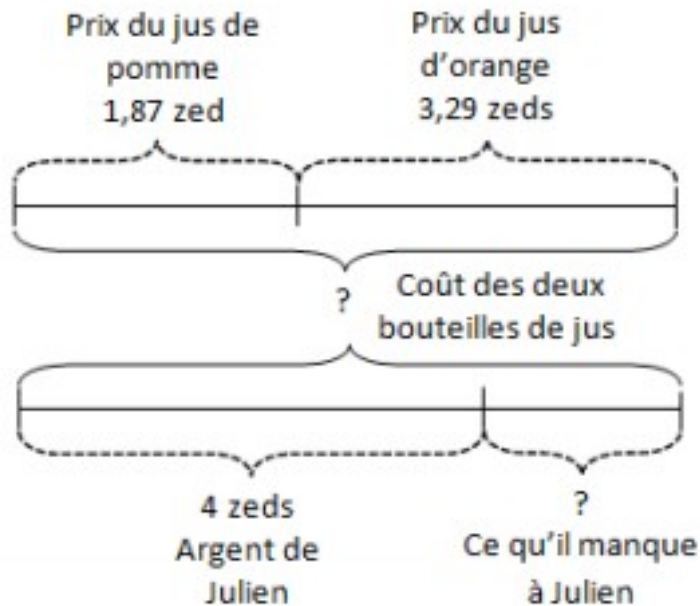 Prix du jus de
pomme
1,87 zed
Prix du jus
d'orange
3,29 zeds
?
Coût des deux
bouteilles de jus
4 zeds
Argent de
Julien
?
Ce qu'il manque
à Julien